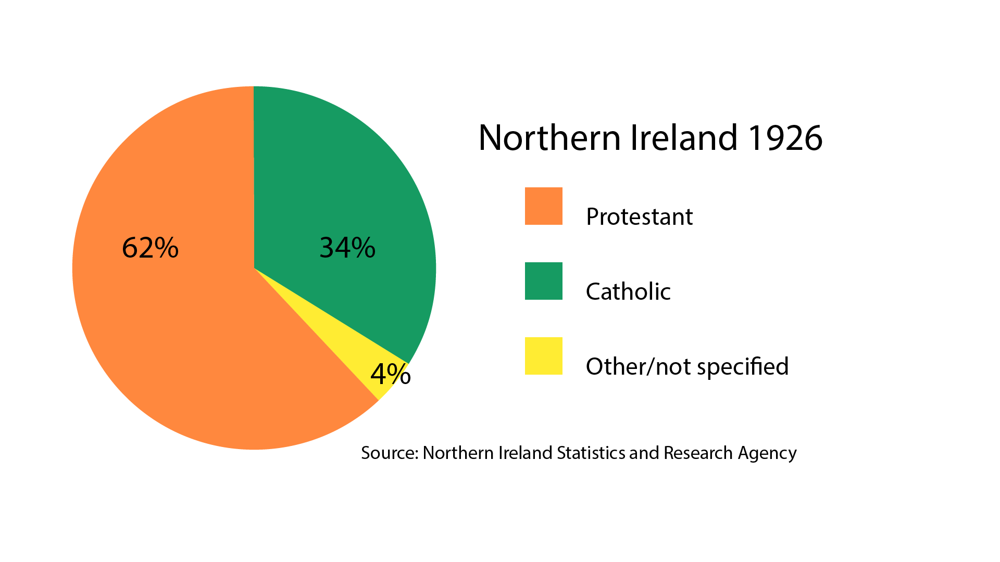 Northern Ireland 1926
62%
34%
4%
Protestant
Catholic
Other/not specified
Source: Northern Ireland Statistics and Research Agency